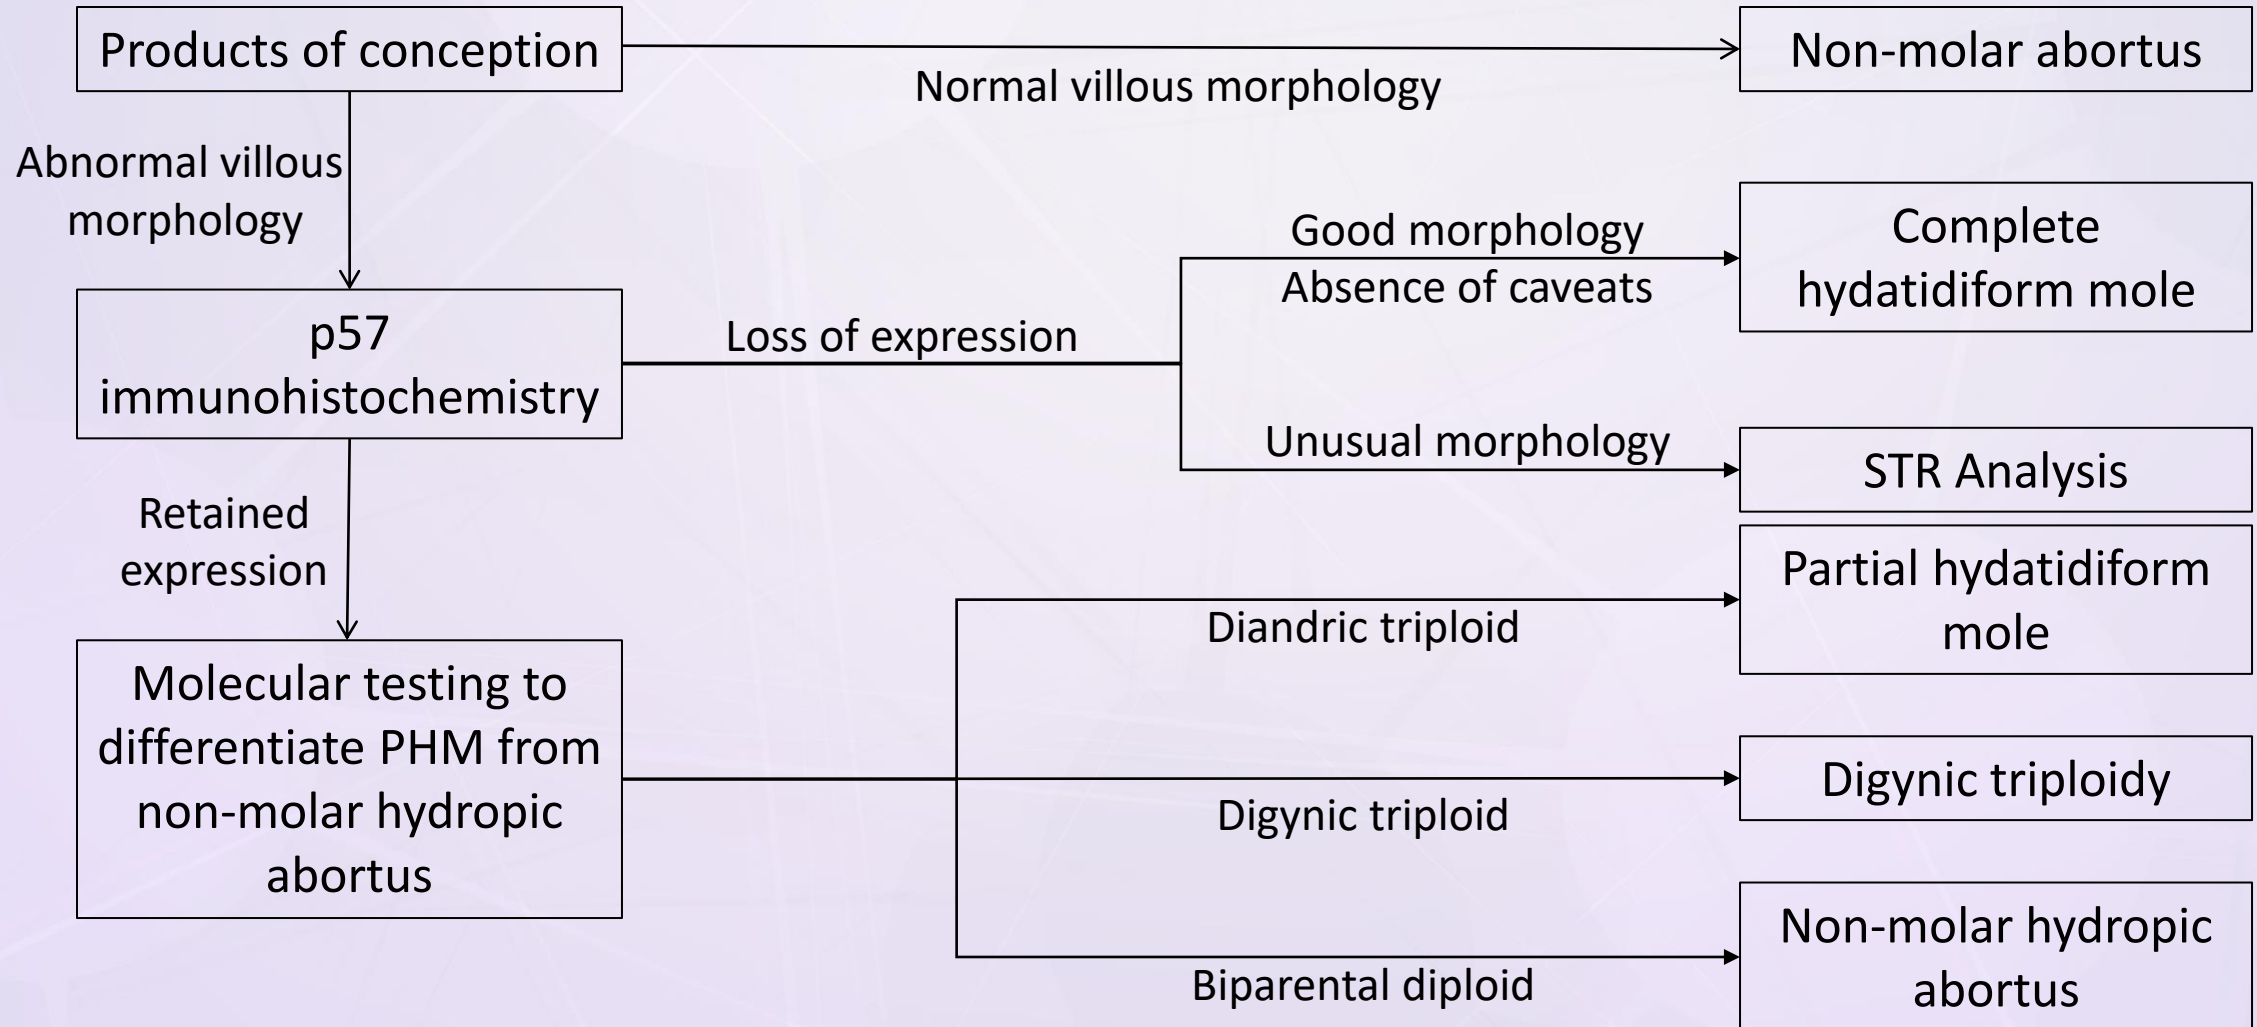 Products of conception
Normal villous morphology
Non-molar abortus
Abnormal villous
morphology
p57
immunohistochemistry
Loss of expression
Good morphology
Absence of caveats
Complete
hydatidiform mole
Unusual morphology
STR Analysis
Retained
expression
Molecular testing to
differentiate PHM from
non-molar hydropic
abortus
Diandric triploid
Partial hydatidiform
mole
Digynic triploid
Digynic triploidy
Biparental diploid
Non-molar hydropic
abortus